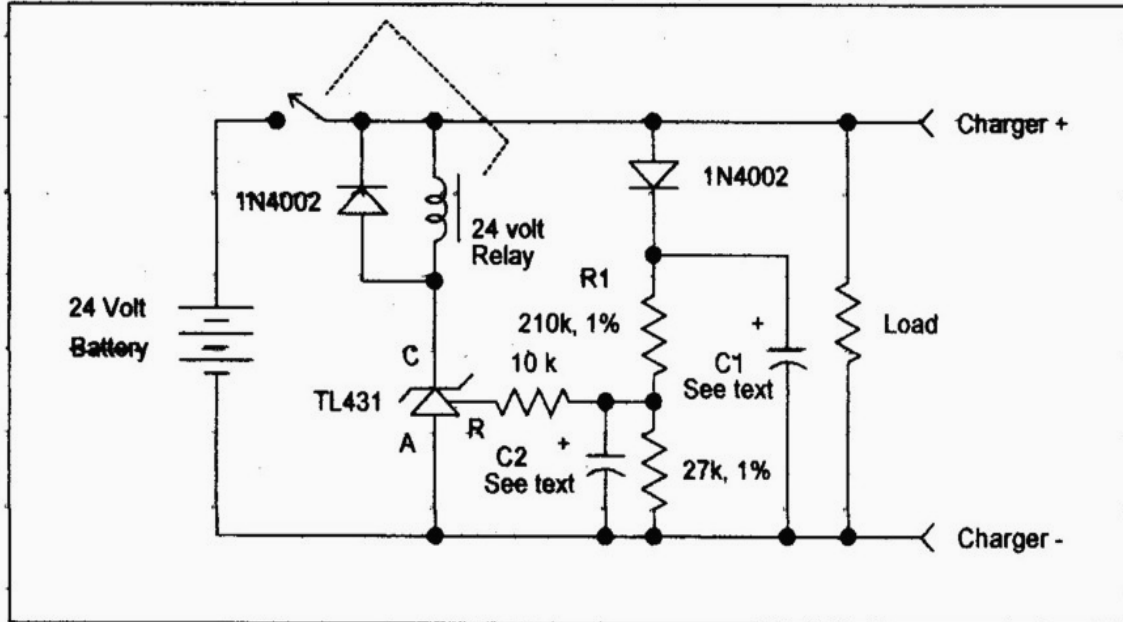 Charger +
1N4002
1N4002
24 volt
Relay
R1
24 Volt
Battery
210k, 1%
Load
+
C
10 k
C1
See text
TL431
R
A
+
C2
See text
27k, 1%
Charger -